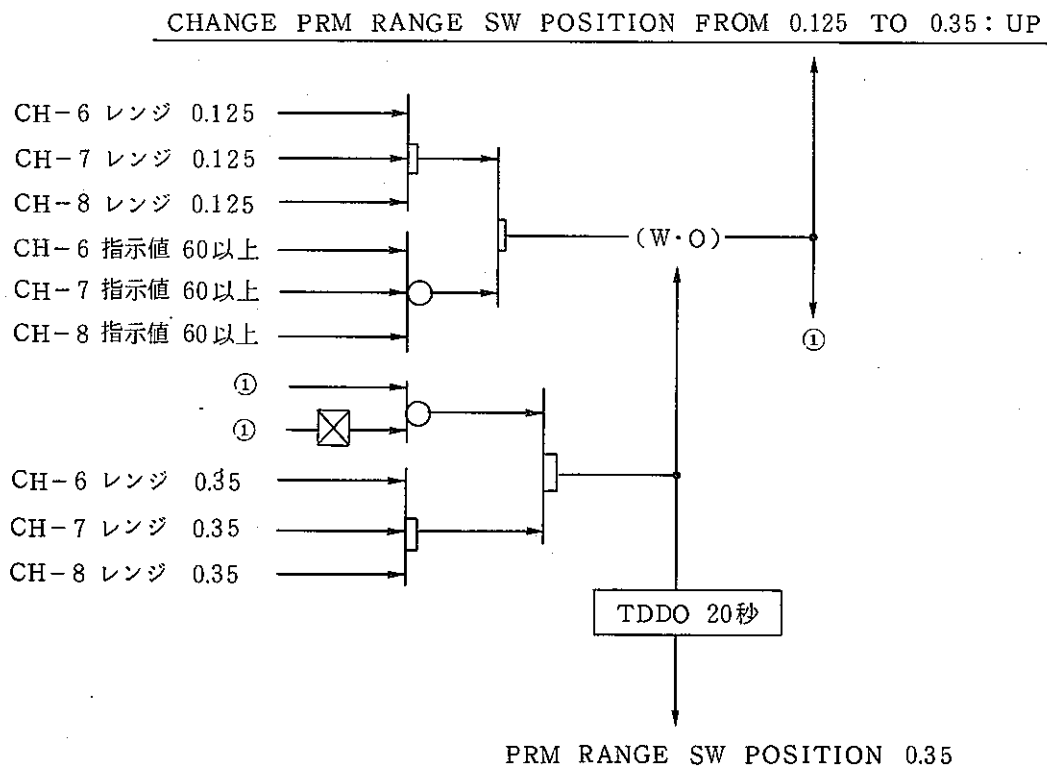 CHANGE PRM RANGE SW POSITION FROM 0.125 TO 0.35: UP
CH-6 レンジ 0.125
CH-7 レンジ 0.125
CH-8 レンジ 0.125
CH-6 指示値 60以上
CH-7 指示値 60以上
CH-8 指示値 60以上
(W·O)
①
①
①
CH-6 レンジ 0.35
CH-7 レンジ 0.35
CH-8 レンジ 0.35
TDDO 20秒
PRM RANGE SW POSITION 0.35